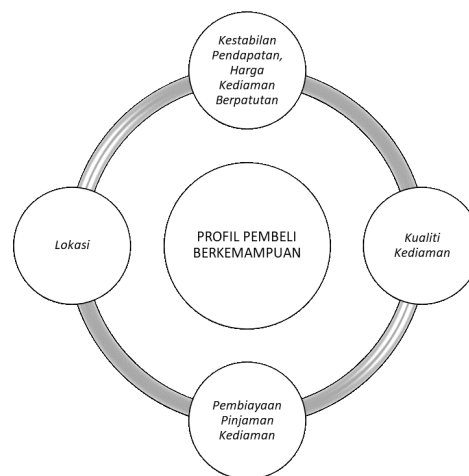 Kestabilan
Pendapatan,
Harga
Kediaman
Berpatutan
Lokasi
PROFIL PEMBELI
BERKEMAMPUAN
Kualiti
Kediaman
Pembiayaan
Pinjaman
Kediaman